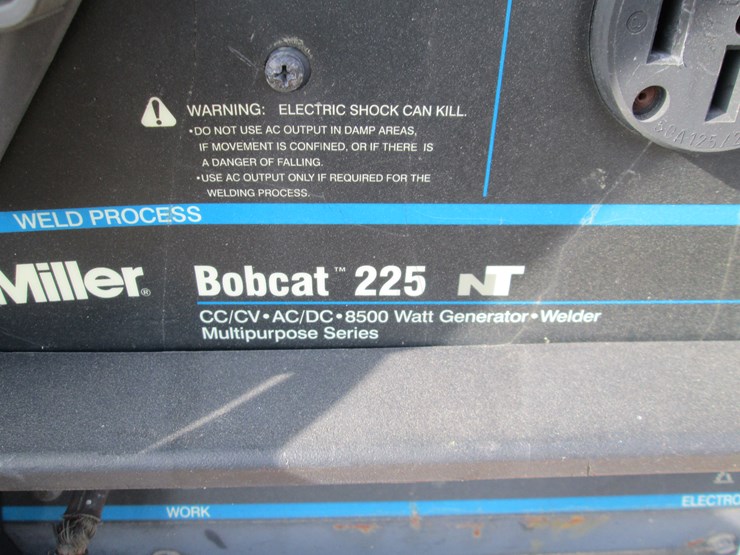 WARNING: ELECTRIC SHOCK CAN KILL.
•DO NOT USE AC OUTPUT IN DAMP AREAS,
IF MOVEMENT IS CONFINED, OR IF THERE IS
A DANGER OF FALLING.
•USE AC OUTPUT ONLY IF REQUIRED FOR THE
WELDING PROCESS.
WELD PROCESS
Miller®
Bobcat™ 225 NT
CC/CV•AC/DC•8500 Watt Generator•Welder
Multipurpose Series
WORK
ELECTRO